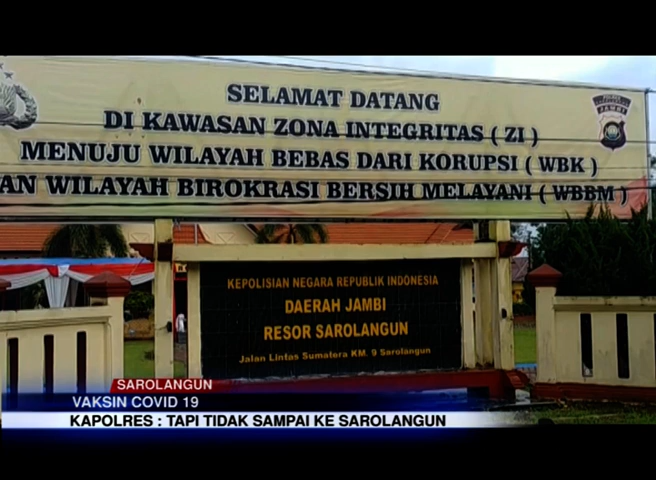 SELAMAT DATANG
DI KAWASAN ZONA INTEGRITAS ( ZI )
MENUJU WILAYAH BEBAS DARI KORUPSI ( WBK )
AN WILAYAH BIROKRASI BERSIH MELAYANI ( WBBM )
JAMBI
KEPOLISIAN NEGARA REPUBLIK INDONESIA
DAERAH JAMBI
RESOR SAROLANGUN
Jalan Lintas Sumatera KM. 9 Sarolangun
SAROLANGUN
VAKSIN COVID 19
KAPOLRES : TAPI TIDAK SAMPAI KE SAROLANGUN